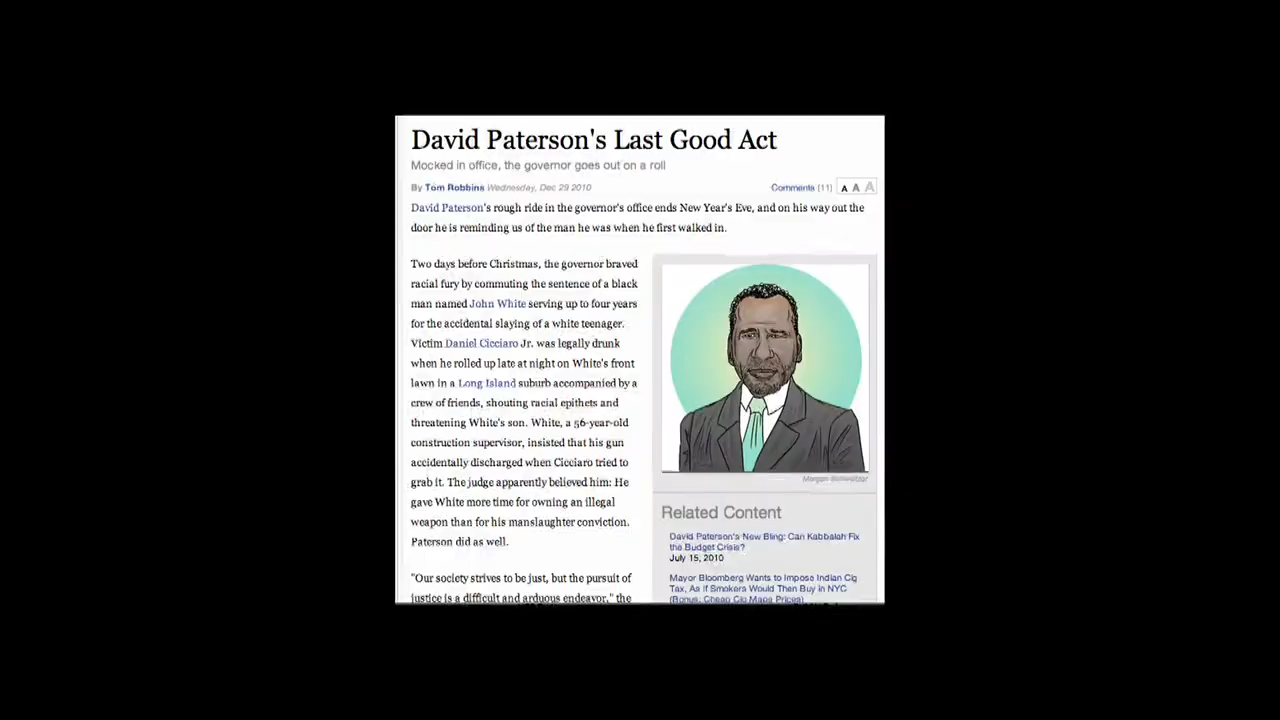 David Paterson's Last Good Act
Mocked in office, the governor goes out on a roll
By Tom Robbins Wednesday, Dec 29 2010
Comments (11) A A A
David Paterson's rough ride in the governor's office ends New Year's Eve, and on his way out the
door he is reminding us of the man he was when he first walked in.
Two days before Christmas, the governor braved
racial fury by commuting the sentence of a black
man named John White serving up to four years
for the accidental slaying of a white teenager.
Victim Daniel Cicciaro Jr. was legally drunk
when he rolled up late at night on White's front
lawn in a Long Island suburb accompanied by a
crew of friends, shouting racial epithets and
threatening White's son. White, a 56-year-old
construction supervisor, insisted that his gun
accidentally discharged when Cicciaro tried to
grab it. The judge apparently believed him: He
gave White more time for owning an illegal
weapon than for his manslaughter conviction.
Paterson did as well.
"Our society strives to be just, but the pursuit of
justice is a difficult and arduous endeavor," the
Morgan Schweitzer
Related Content
David Paterson's New Bling: Can Kabbalah Fix
the Budget Crisis?
July 15, 2010
Mayor Bloomberg Wants to Impose Indian Cig
Tax, As If Smokers Would Then Buy in NYC
(Bonus: Cheap Cig Maps Prices)